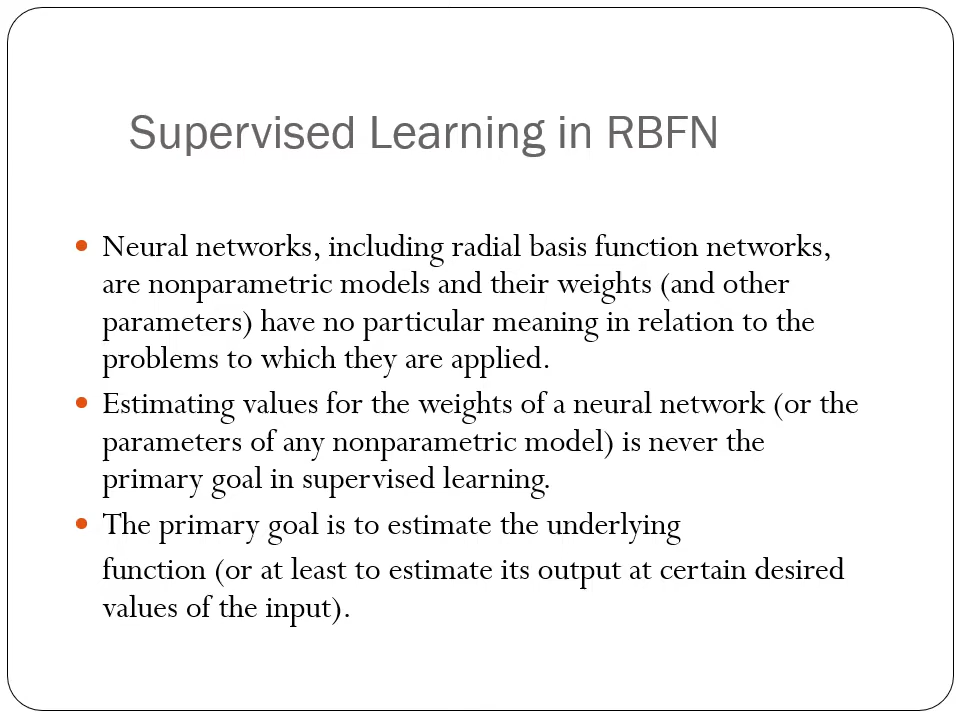 Supervised Learning in RBFN
• Neural networks, including radial basis function networks,
are nonparametric models and their weights (and other
parameters) have no particular meaning in relation to the
problems to which they are applied.
• Estimating values for the weights of a neural network (or the
parameters of any nonparametric model) is never the
primary goal in supervised learning.
• The primary goal is to estimate the underlying
function (or at least to estimate its output at certain desired
values of the input).